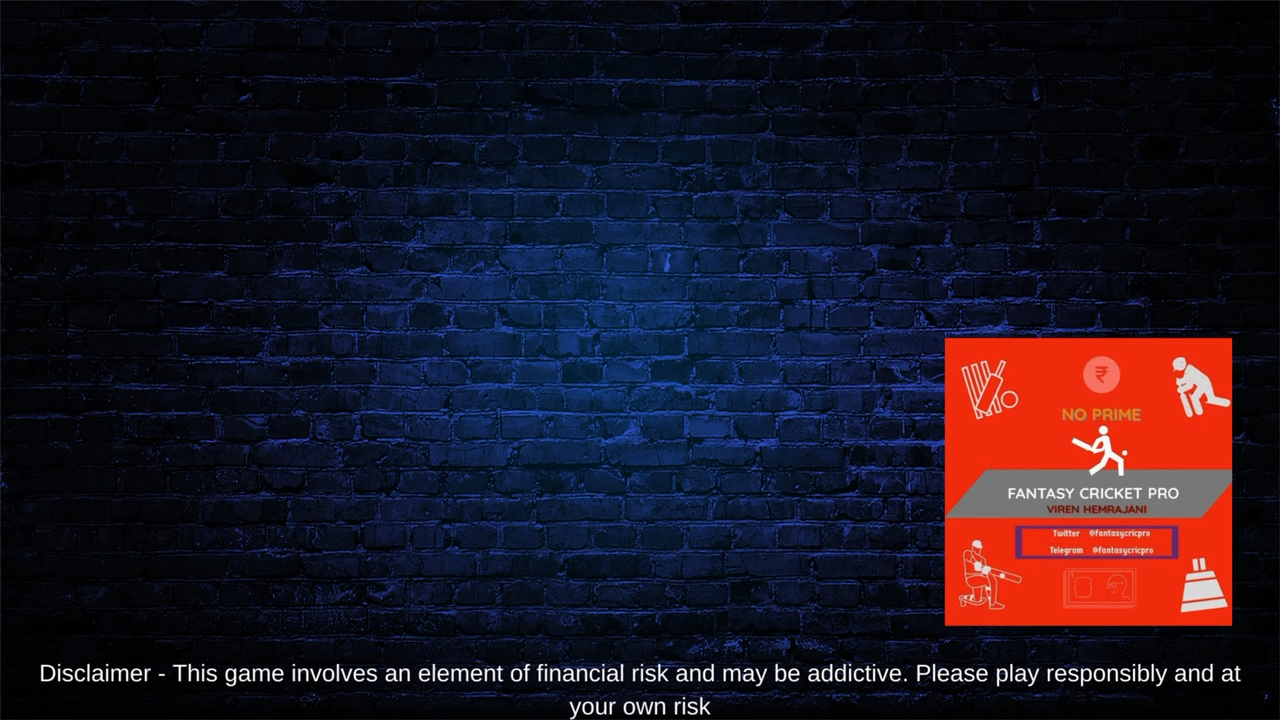 ₹
NO PRIME
FANTASY CRICKET PRO
VIREN HEMRAJANI
Twitter - @fantasycricpro
Telegram - @fantasycricpro
Disclaimer - This game involves an element of financial risk and may be addictive. Please play responsibly and at
your own risk